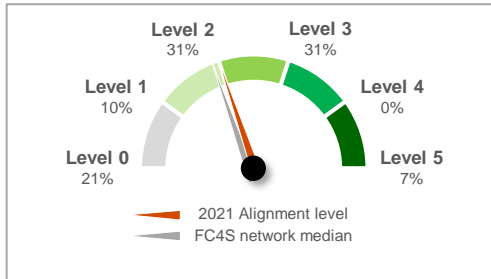 Level 2
31%
Level 3
31%
Level 1
10%
Level 4
0%
Level 0
21%
Level 5
7%
2021 Alignment level
FC4S network median